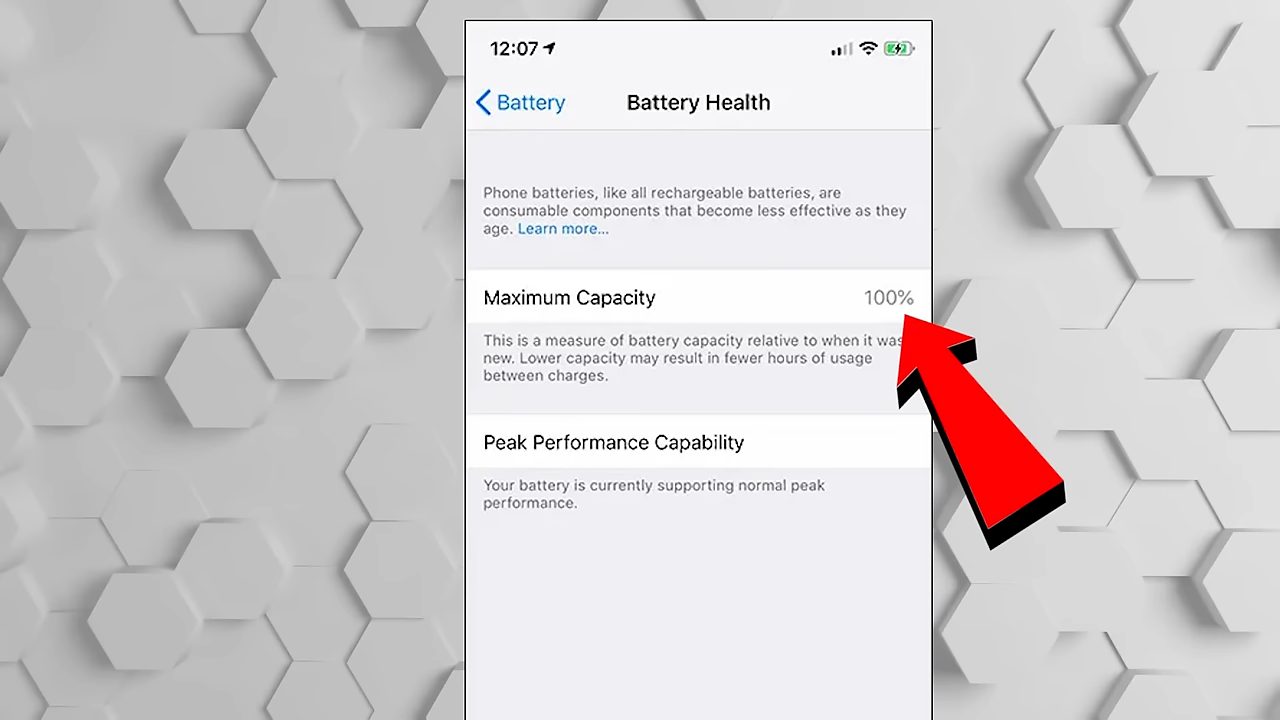 12:07
Battery
Battery Health
Phone batteries, like all rechargeable batteries, are
consumable components that become less effective as they
age. Learn more...
Maximum Capacity 100%
This is a measure of battery capacity relative to when it was
new. Lower capacity may result in fewer hours of usage
between charges.
Peak Performance Capability
Your battery is currently supporting normal peak
performance.